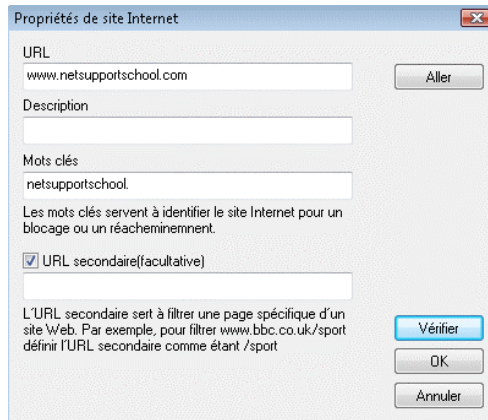 Propriétés de site Internet
URL
www.netsupportschool.com
Aller
Description
Mots clés
netsupportschool.
Les mots clés servent à identifier le site Internet pour un
blocage ou un réacheminemnent.
URL secondaire(facultative)
L'URL secondaire sert à filtrer une page spécifique d'un
site Web. Par exemple, pour filtrer www.bbc.co.uk/sport
définir l'URL secondaire comme étant /sport
Vérifier
OK
Annuler